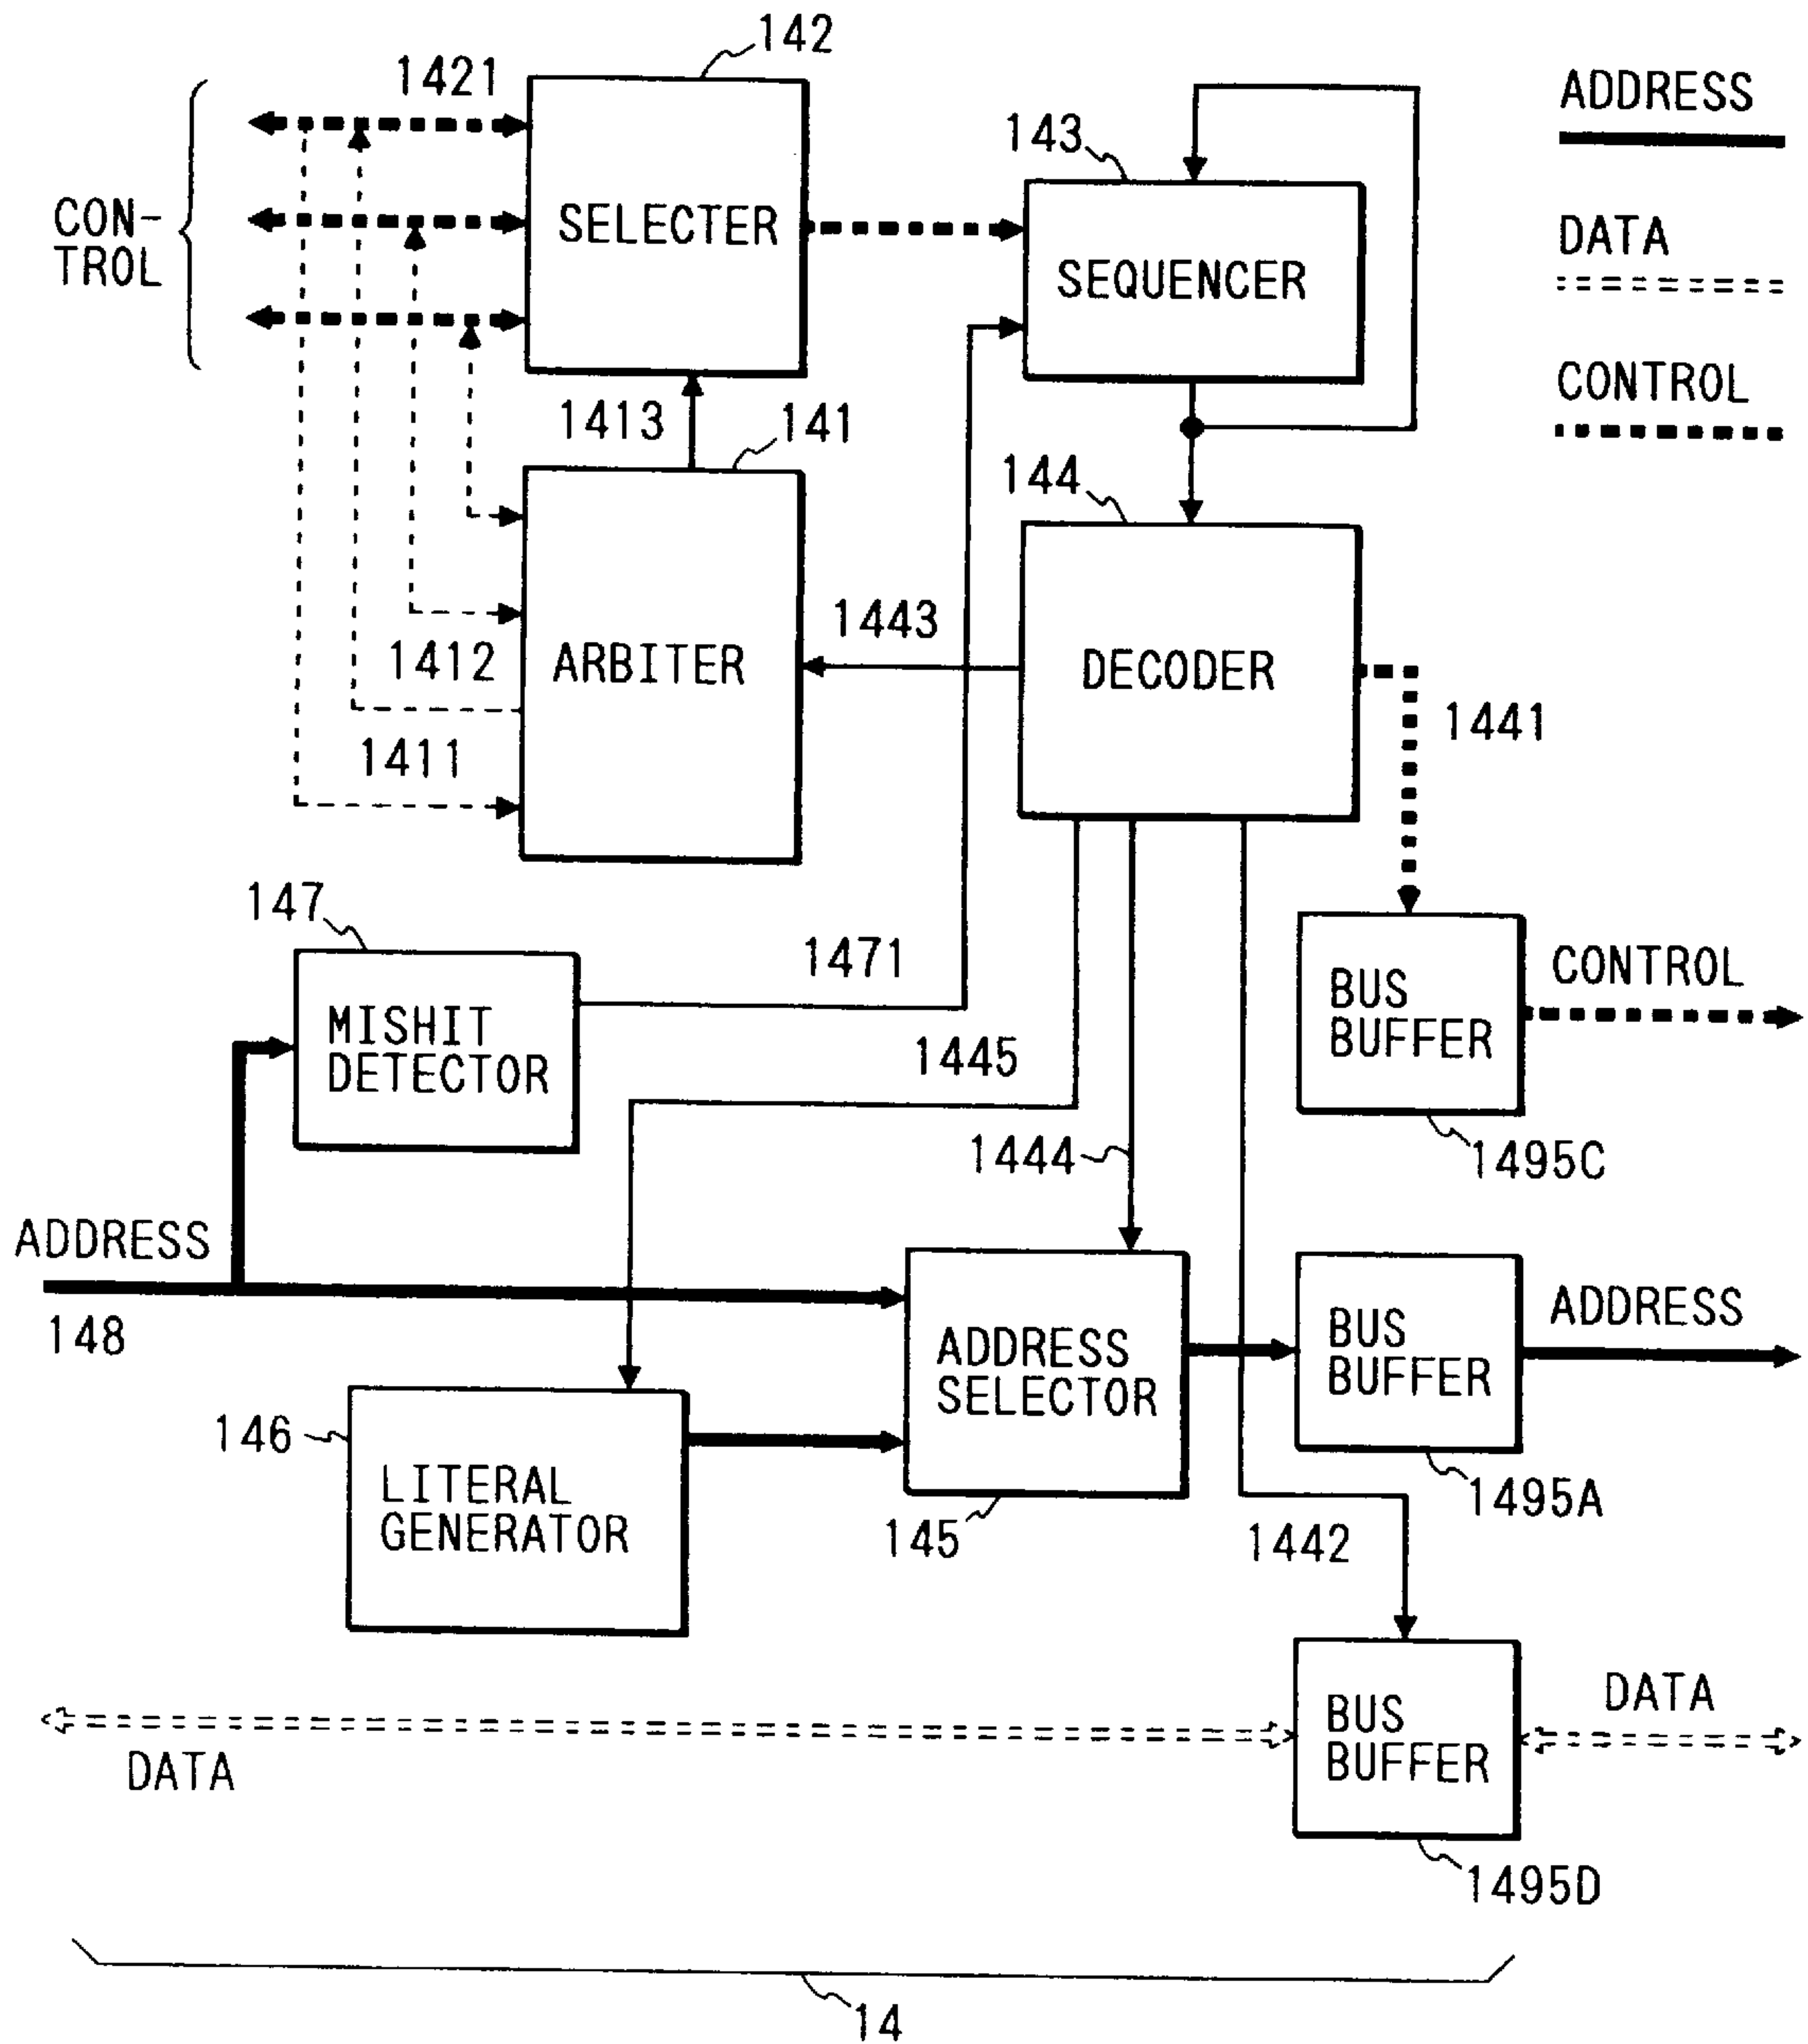 142
1421
ADDRESS
143
CON-
TROL
SELECTER
SEQUENCER
DATA
CONTROL
1413
141
144
1443
1412
ARBITER
DECODER
1441
1411
147
1471
CONTROL
MISHIT
DETECTOR
BUS
BUFFER
1445
1444
1495C
ADDRESS
148
ADDRESS
SELECTOR
BUS
BUFFER
ADDRESS
146
LITERAL
GENERATOR
145
1495A
1442
DATA
BUS
BUFFER
DATA
1495D
14